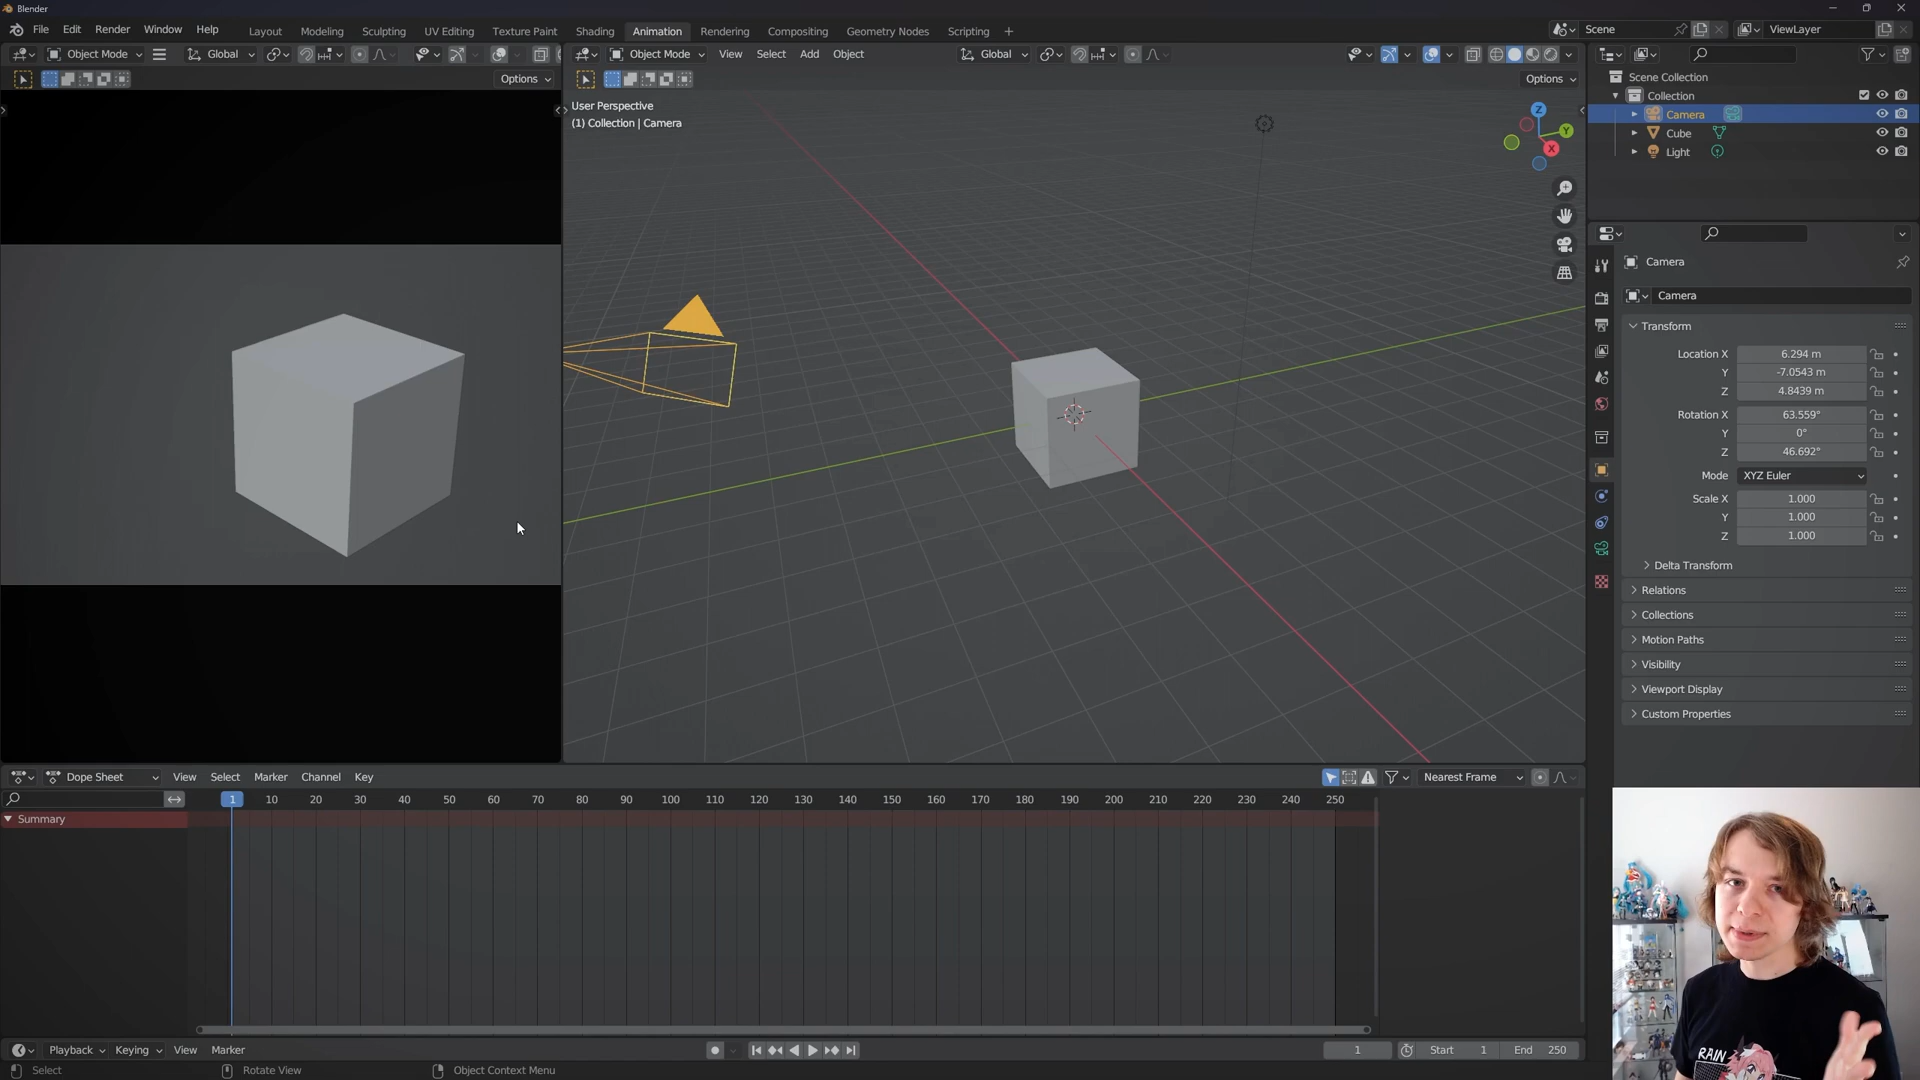 Blender
File Edit Render Window Help Layout Modeling Sculpting UV Editing Texture Paint Shading Animation Rendering Compositing Geometry Nodes Scripting + Scene ViewLayer
Object Mode Global Object Mode View Select Add Object Global
Options Options
User Perspective
(1) Collection | Camera
Z
Y
X
Scene Collection
Collection
Camera
Cube
Light
Camera
Camera
Transform
Location X 6.294 m
Y -7.0543 m
Z 4.8439 m
Rotation X 63.559°
Y 0°
Z 46.692°
Mode XYZ Euler
Scale X 1.000
Y 1.000
Z 1.000
Delta Transform
Relations
Collections
Motion Paths
Visibility
Viewport Display
Custom Properties
Dope Sheet View Select Marker Channel Key Nearest Frame
1 10 20 30 40 50 60 70 80 90 100 110 120 130 140 150 160 170 180 190 200 210 220 230 240 250
Summary
Playback Keying View Marker 1 Start 1 End 250
Select Rotate View Object Context Menu
RAIN